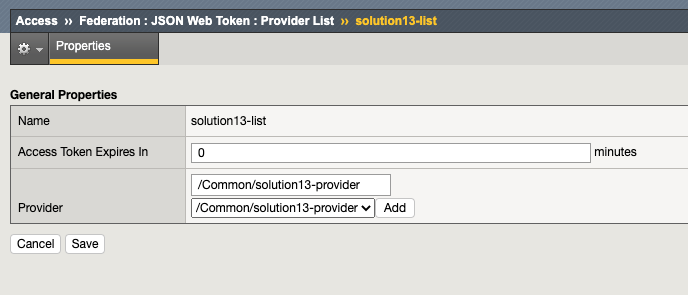 Access ›› Federation : JSON Web Token : Provider List ›› solution13-list
Properties
General Properties
Name solution13-list
Access Token Expires In 0 minutes
/Common/solution13-provider
Provider /Common/solution13-provider Add
Cancel Save